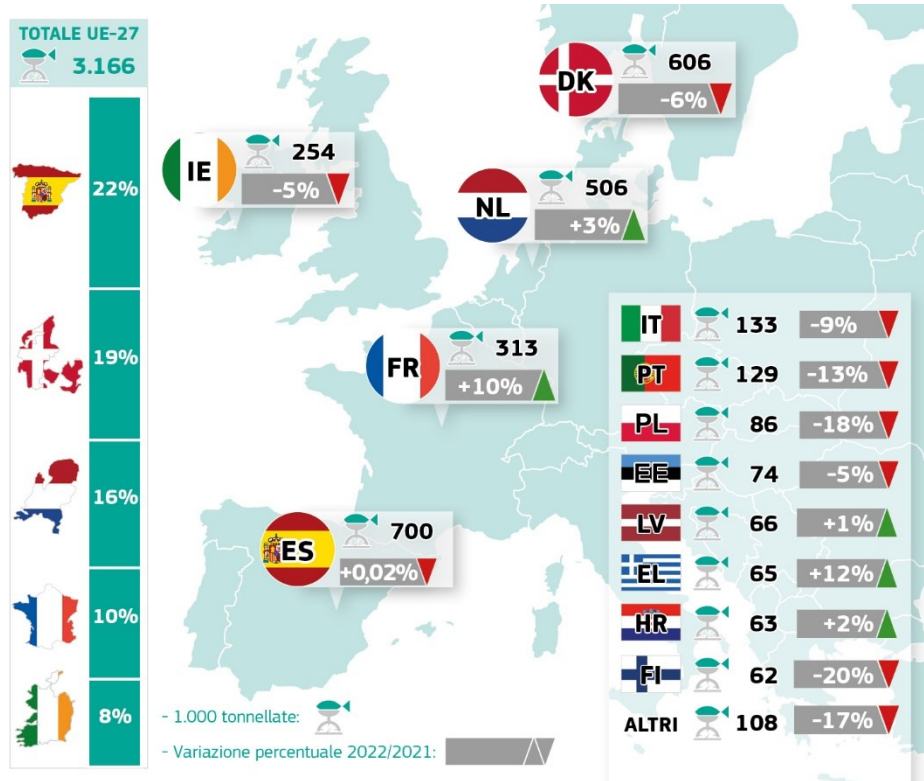 TOTALE UE-27
3.166
22%
19%
16%
10%
8%
DK
606
-6%
IE
254
-5%
NL
506
+3%
FR
313
+10%
ES
700
+0,02%
IT 133 -9%
PT 129 -13%
PL 86 -18%
EE 74 -5%
LV 66 +1%
EL 65 +12%
HR 63 +2%
FI 62 -20%
ALTRI 108 -17%
- 1.000 tonnellate:
- Variazione percentuale 2022/2021: